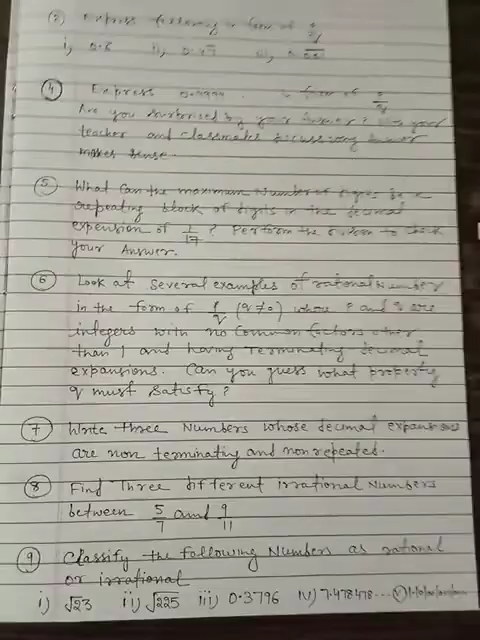 ③ Express following in form of p/q
i) 0.6 ii) 0.47 iii)
④ Express 0.9999.. in form of p/q
Are you surprised by your answer? with your
teacher and classmates discuss why answer
makes sense.
⑤ What can the maximum number of digits be in
repeating block of digits in the decimal
expension of 1/17 ? Perform the division to check
your Answer.
⑥ Look at several examples of rational Number
in the form of p/q (q≠0) whose p and q are
integers with no common factors other
than 1 and having Terminating decimal
expansions. Can you guess what property
q must satisfy?
⑦ Write three Numbers whose decimal expansions
are non terminating and non repeated.
⑧ Find Three different irrational Numbers
between 5/7 and 9/11
⑨ Classify the following Numbers as rational
or irrational
i) √23 ii) √225 iii) 0.3796 iv) 7.478478... v)